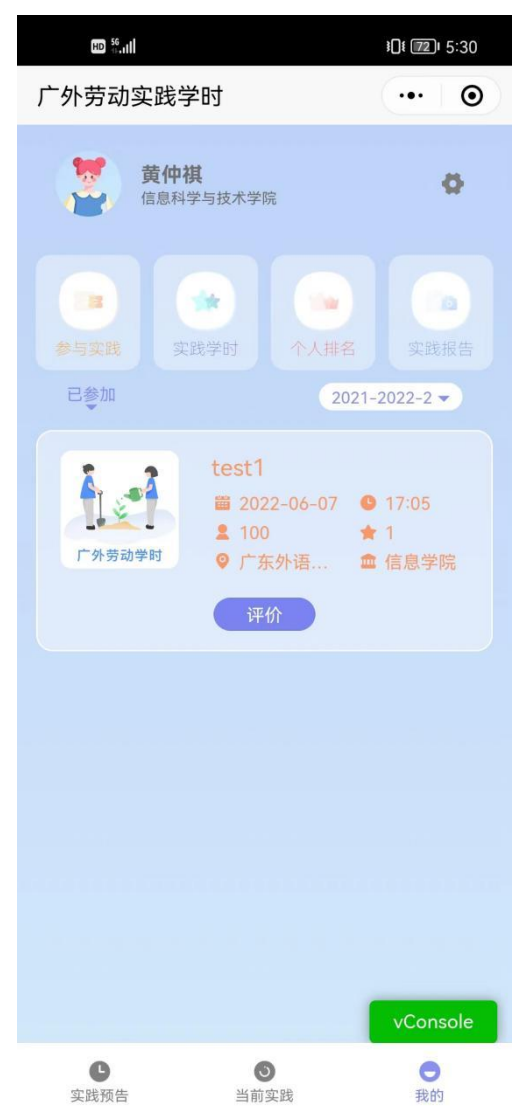 HD 5G 72 5:30
广外劳动实践学时
黄仲祺
信息科学与技术学院
参与实践 实践学时 个人排名 实践报告
已参加 2021-2022-2
test1
2022-06-07 17:05
100 1
广东外语... 信息学院
广外劳动学时
评价
vConsole
实践预告 当前实践 我的